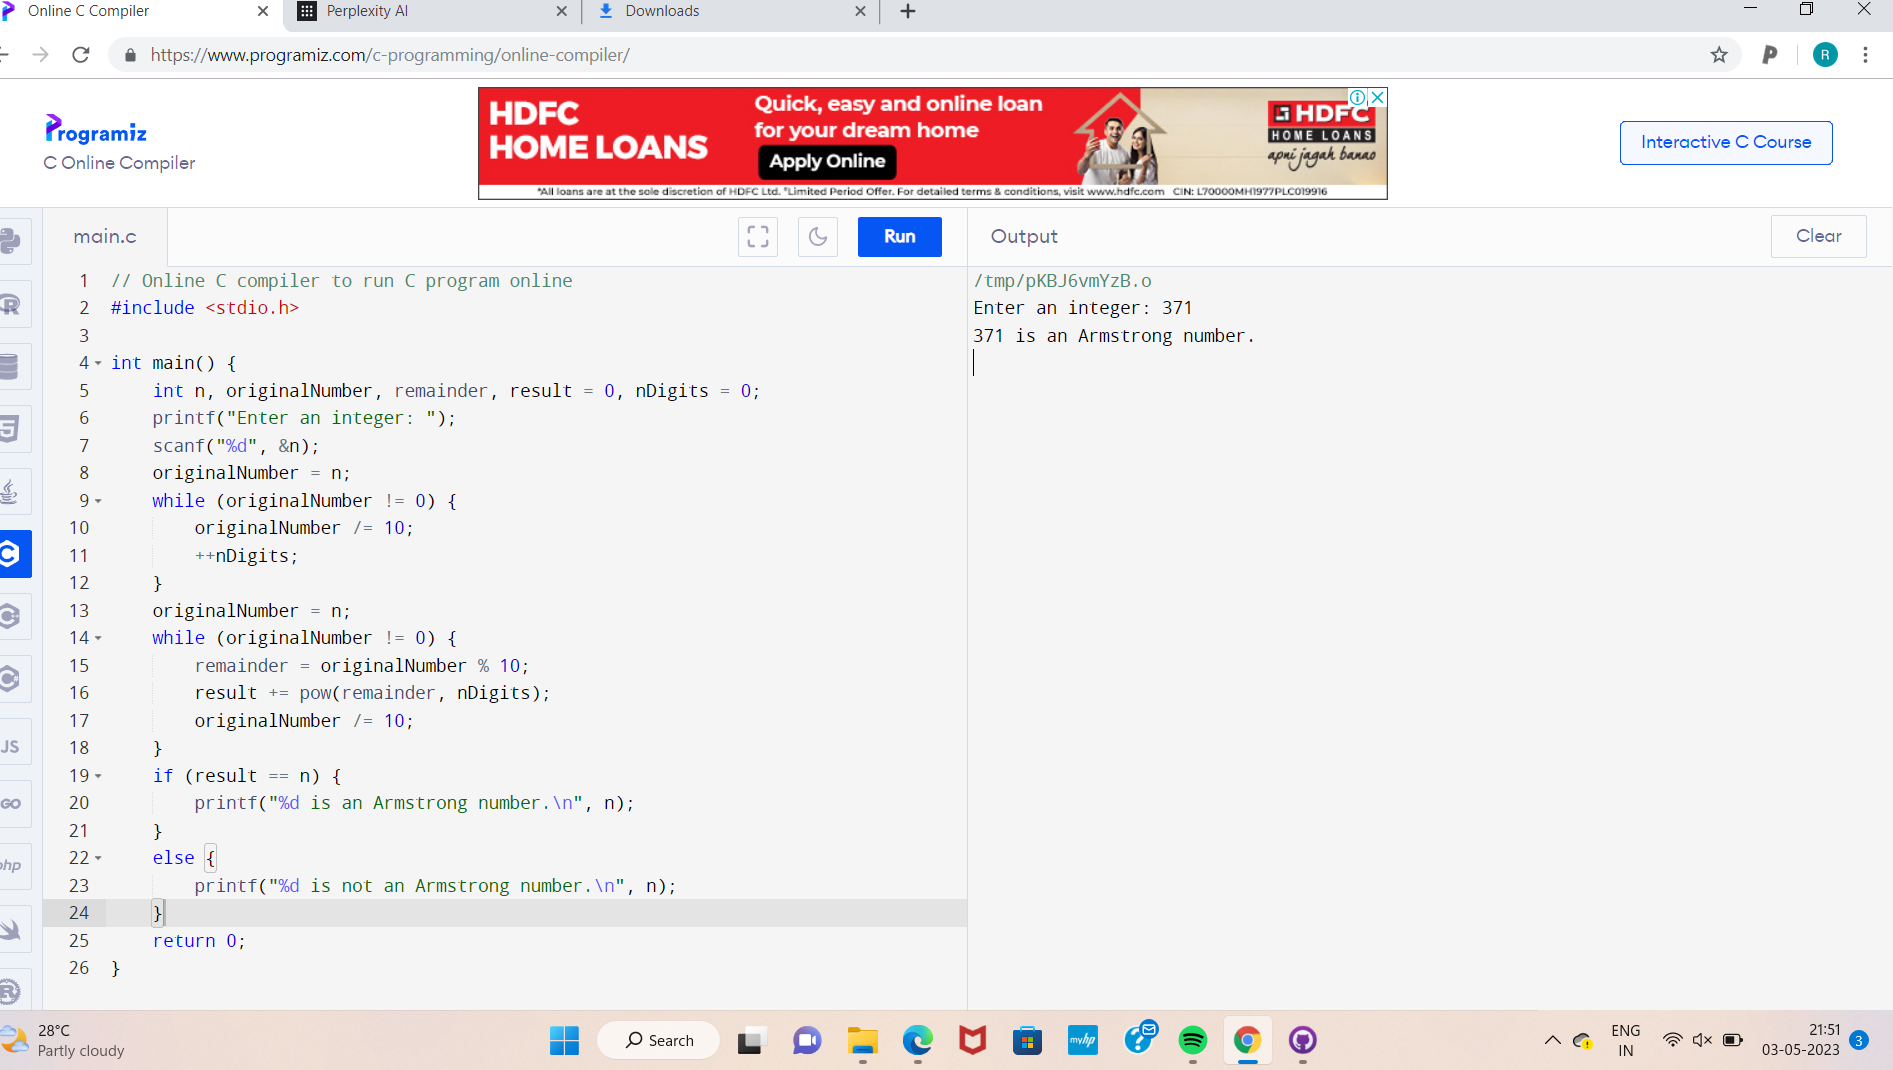 Online C Compiler
Perplexity AI
Downloads
https://www.programiz.com/c-programming/online-compiler/
R
Programiz
C Online Compiler
HDFC
HOME LOANS
Quick, easy and online loan
for your dream home
Apply Online
HDFC
HOME LOANS
apni jagah banao
*All loans are at the sole discretion of HDFC Ltd. *Limited Period Offer. For detailed terms & conditions, visit www.hdfc.com CIN: L70000MH1977PLC019916
Interactive C Course
main.c
Run
Output
Clear
1 // Online C compiler to run C program online
2 #include <stdio.h>
3
4 int main() {
5 int n, originalNumber, remainder, result = 0, nDigits = 0;
6 printf("Enter an integer: ");
7 scanf("%d", &n);
8 originalNumber = n;
9 while (originalNumber != 0) {
10 originalNumber /= 10;
11 ++nDigits;
12 }
13 originalNumber = n;
14 while (originalNumber != 0) {
15 remainder = originalNumber % 10;
16 result += pow(remainder, nDigits);
17 originalNumber /= 10;
18 }
19 if (result == n) {
20 printf("%d is an Armstrong number.\n", n);
21 }
22 else {
23 printf("%d is not an Armstrong number.\n", n);
24 }
25 return 0;
26 }
/tmp/pKBJ6vmYzB.o
Enter an integer: 371
371 is an Armstrong number.
R
5
C
C
C#
JS
GO
php
R
28°C
Partly cloudy
Search
myhp
ENG
IN
21:51
03-05-2023
3